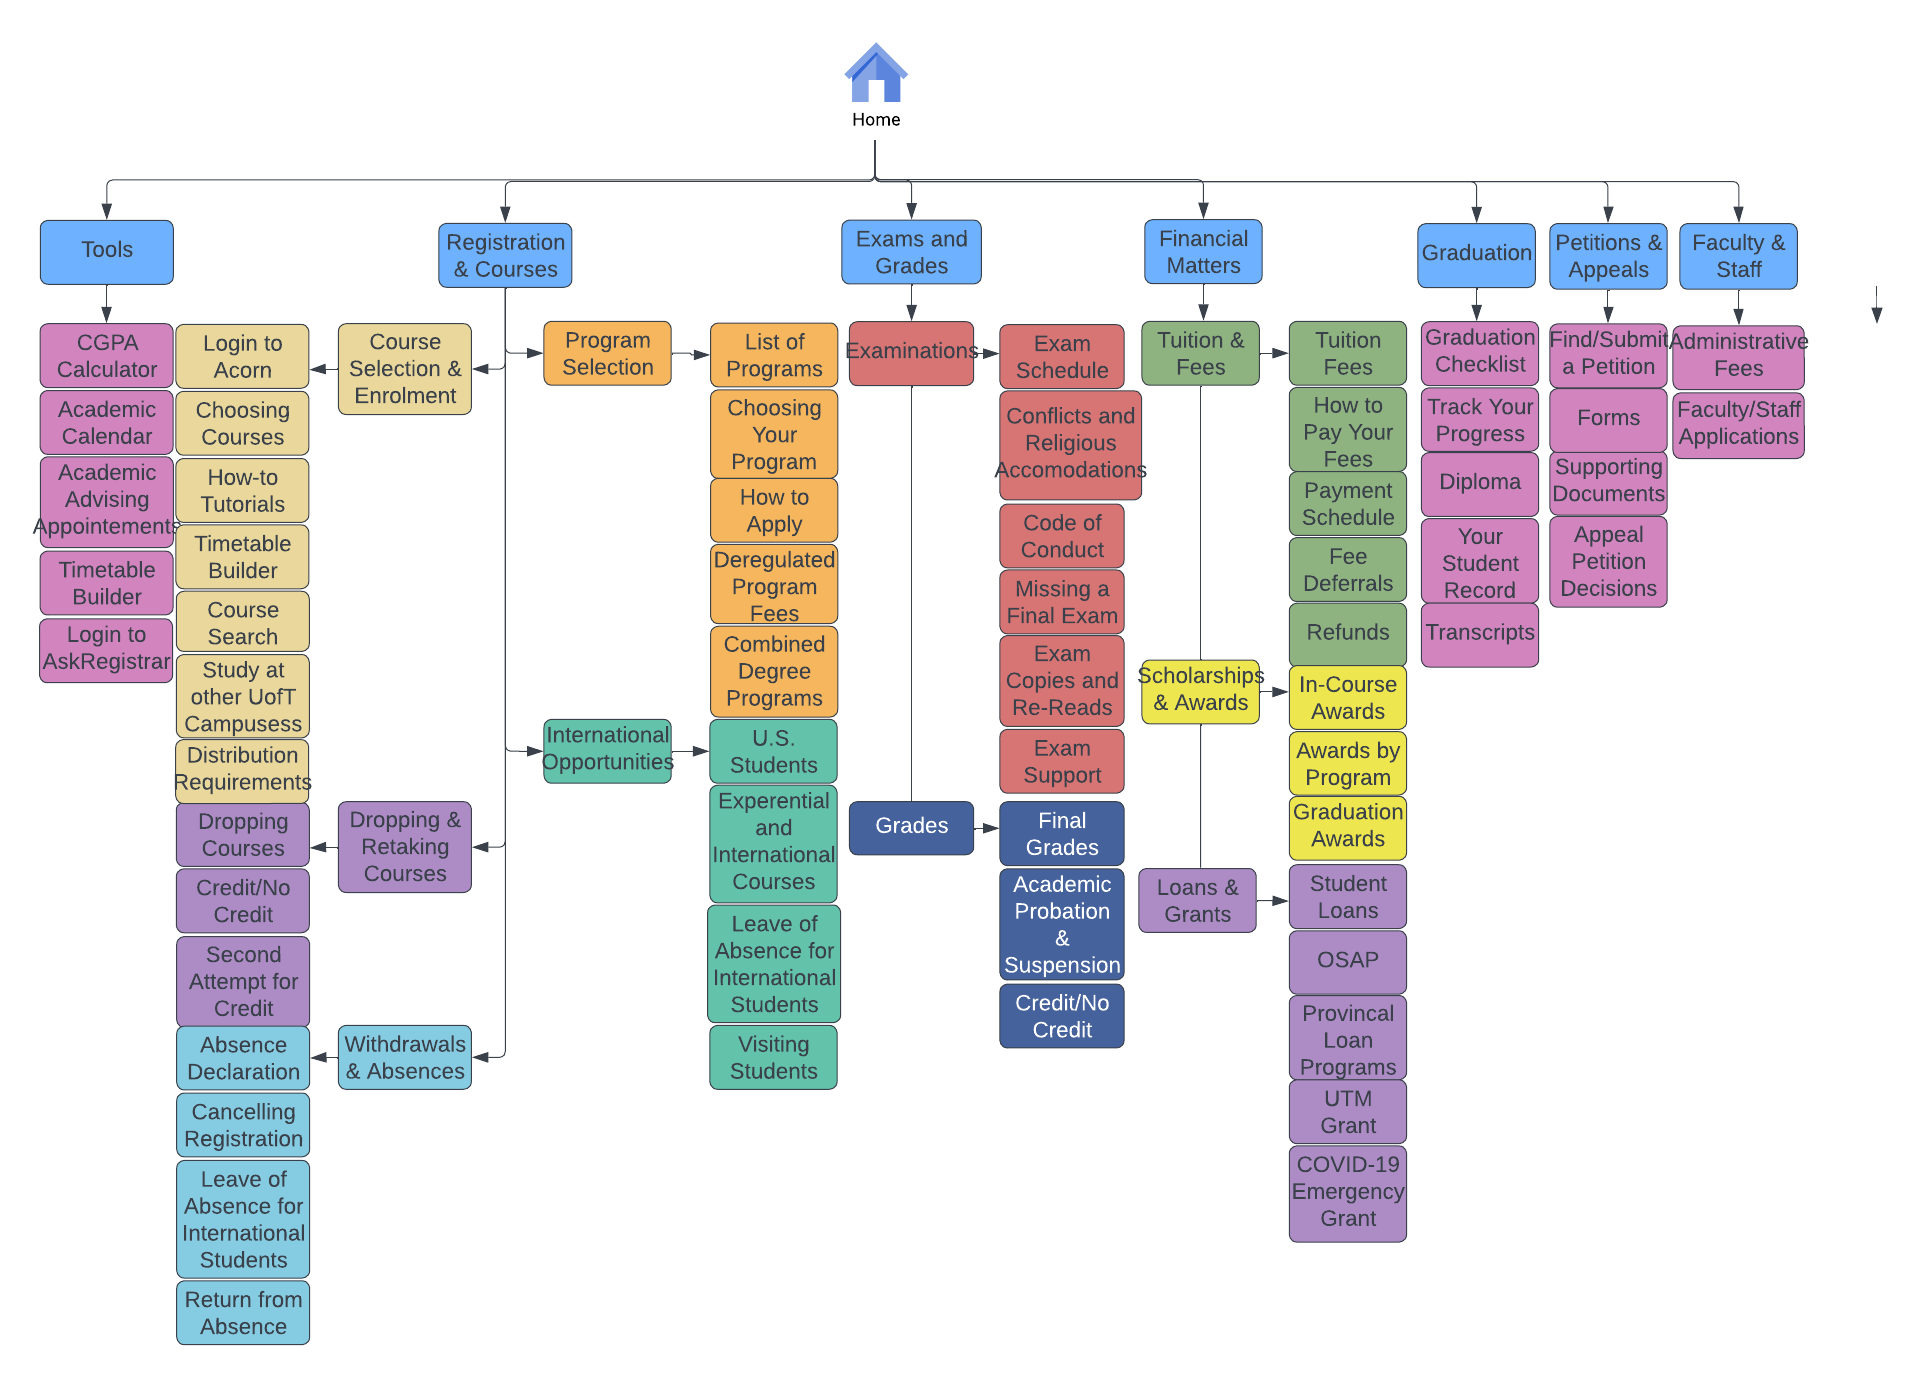 Home
Tools
Registration
& Courses
Exams and
Grades
Financial
Matters
Graduation
Petitions &
Appeals
Faculty &
Staff
CGPA
Calculator
Academic
Calendar
Academic
Advising
Appointements
Timetable
Builder
Login to
AskRegistrar
Login to
Acorn
Choosing
Courses
How-to
Tutorials
Timetable
Builder
Course
Search
Study at
other UofT
Campusess
Distribution
Requirements
Dropping
Courses
Credit/No
Credit
Second
Attempt for
Credit
Absence
Declaration
Cancelling
Registration
Leave of
Absence for
International
Students
Return from
Absence
Course
Selection &
Enrolment
Dropping &
Retaking
Courses
Withdrawals
& Absences
Program
Selection
International
Opportunities
List of
Programs
Choosing
Your
Program
How to
Apply
Deregulated
Program
Fees
Combined
Degree
Programs
U.S.
Students
Experential
and
International
Courses
Leave of
Absence for
International
Students
Visiting
Students
Examinations
Grades
Exam
Schedule
Conflicts and
Religious
Accomodations
Code of
Conduct
Missing a
Final Exam
Exam
Copies and
Re-Reads
Exam
Support
Final
Grades
Academic
Probation
&
Suspension
Credit/No
Credit
Tuition &
Fees
Scholarships
& Awards
Loans &
Grants
Tuition
Fees
How to
Pay Your
Fees
Payment
Schedule
Fee
Deferrals
Refunds
In-Course
Awards
Awards by
Program
Graduation
Awards
Student
Loans
OSAP
Provincal
Loan
Programs
UTM
Grant
COVID-19
Emergency
Grant
Graduation
Checklist
Track Your
Progress
Diploma
Your
Student
Record
Transcripts
Find/Submit
a Petition
Forms
Supporting
Documents
Appeal
Petition
Decisions
Administrative
Fees
Faculty/Staff
Applications